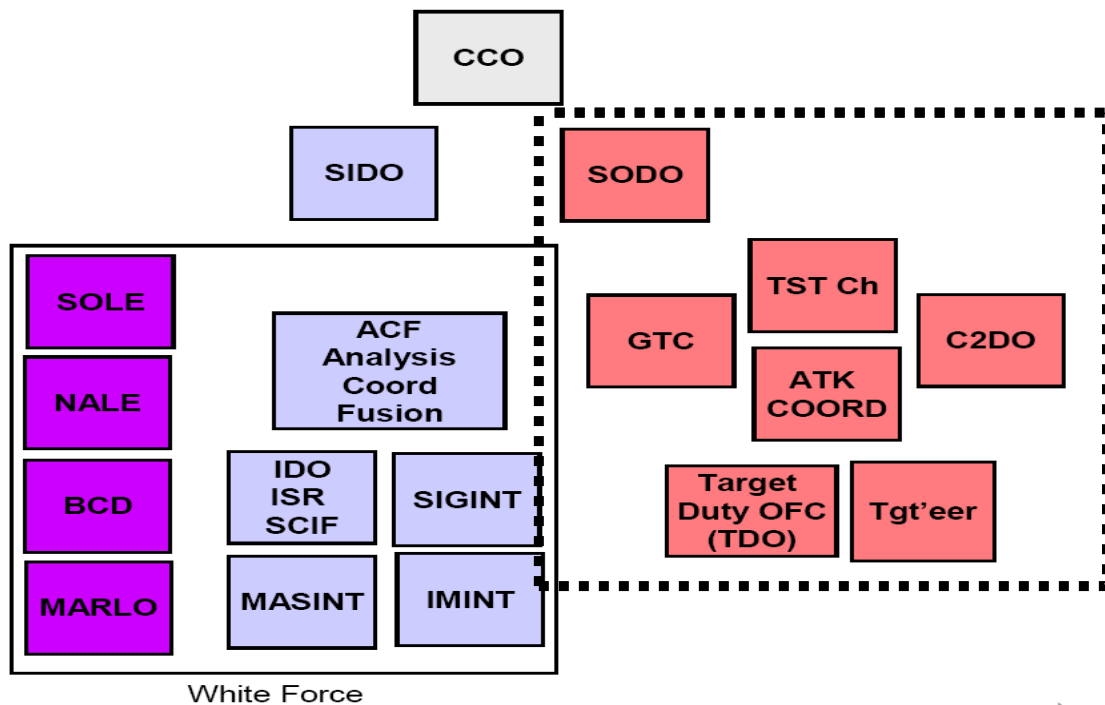 CCO
SIDO
SODO
SOLE
TST Ch
GTC
C2DO
ACF
Analysis
Coord
Fusion
NALE
ATK
COORD
BCD
IDO
ISR
SCIF
SIGINT
Target
Duty OFC
(TDO)
Tgt'eer
MARLO
MASINT
IMINT
White Force